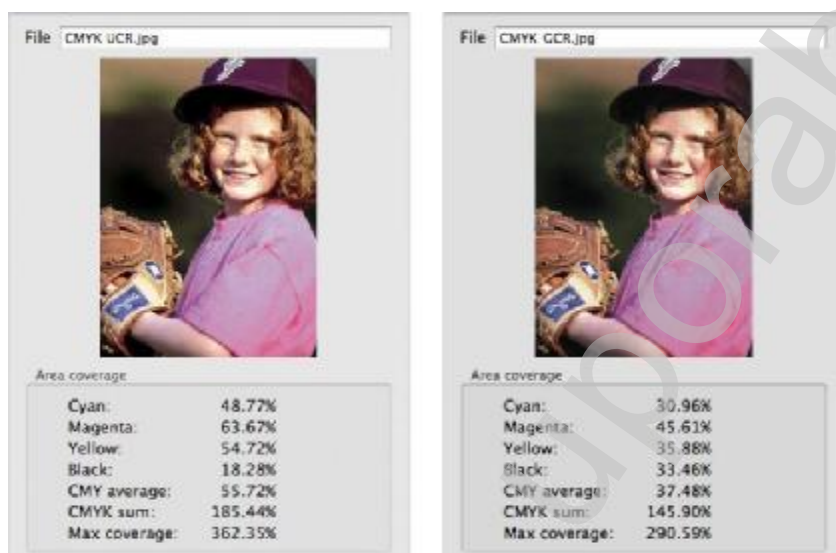 File CMYK UCR.jpg
Area coverage
Cyan: 48.77%
Magenta: 63.67%
Yellow: 54.72%
Black: 18.28%
CMY average: 55.72%
CMYK sum: 185.44%
Max coverage: 362.35%
File CMYK GCR.jpg
Area coverage
Cyan: 30.96%
Magenta: 45.61%
Yellow: 35.88%
Black: 33.46%
CMY average: 37.48%
CMYK sum: 145.90%
Max coverage: 290.59%